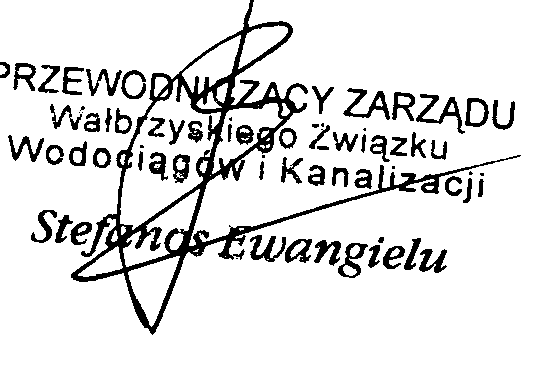 PRZEWODNICZĄCY ZARZĄDU
Wałbrzyskiego Związku
Wodociągów i Kanalizacji
Stefanos Ewangielu